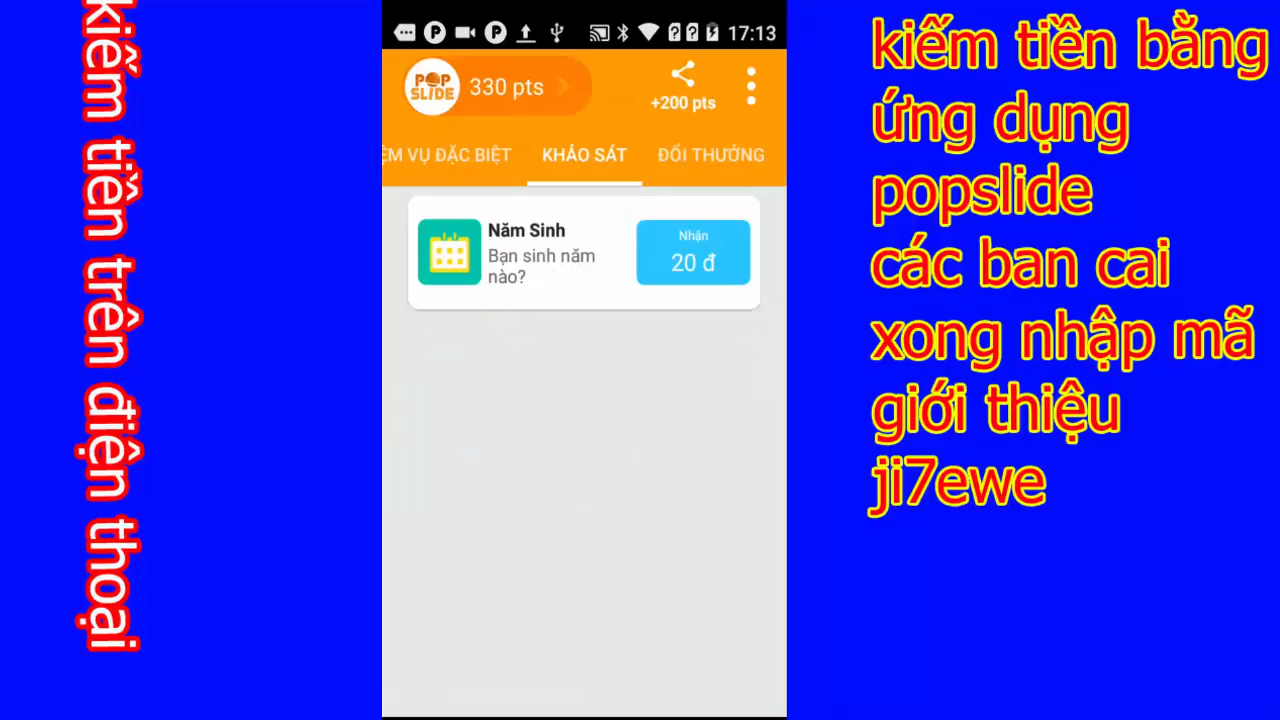 kiếm tiền trên điện thoại
17:13
POP
SLIDE
330 pts
+200 pts
ỆM VỤ ĐẶC BIỆT
KHẢO SÁT
ĐỔI THƯỞNG
Năm Sinh
Bạn sinh năm
nào?
Nhận
20 đ
kiếm tiền bằng
ứng dụng
popslide
các ban cai
xong nhập mã
giới thiệu
ji7ewe